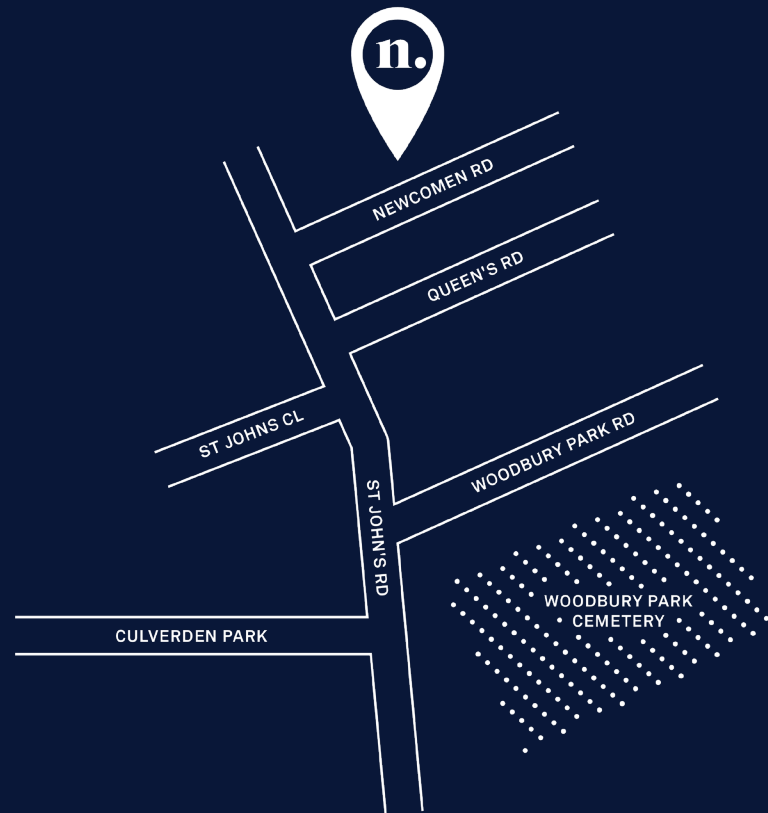 n.
NEWCOMEN RD
QUEEN'S RD
ST JOHNS CL
WOODBURY PARK RD
ST JOHN'S RD
WOODBURY PARK
CEMETERY
CULVERDEN PARK